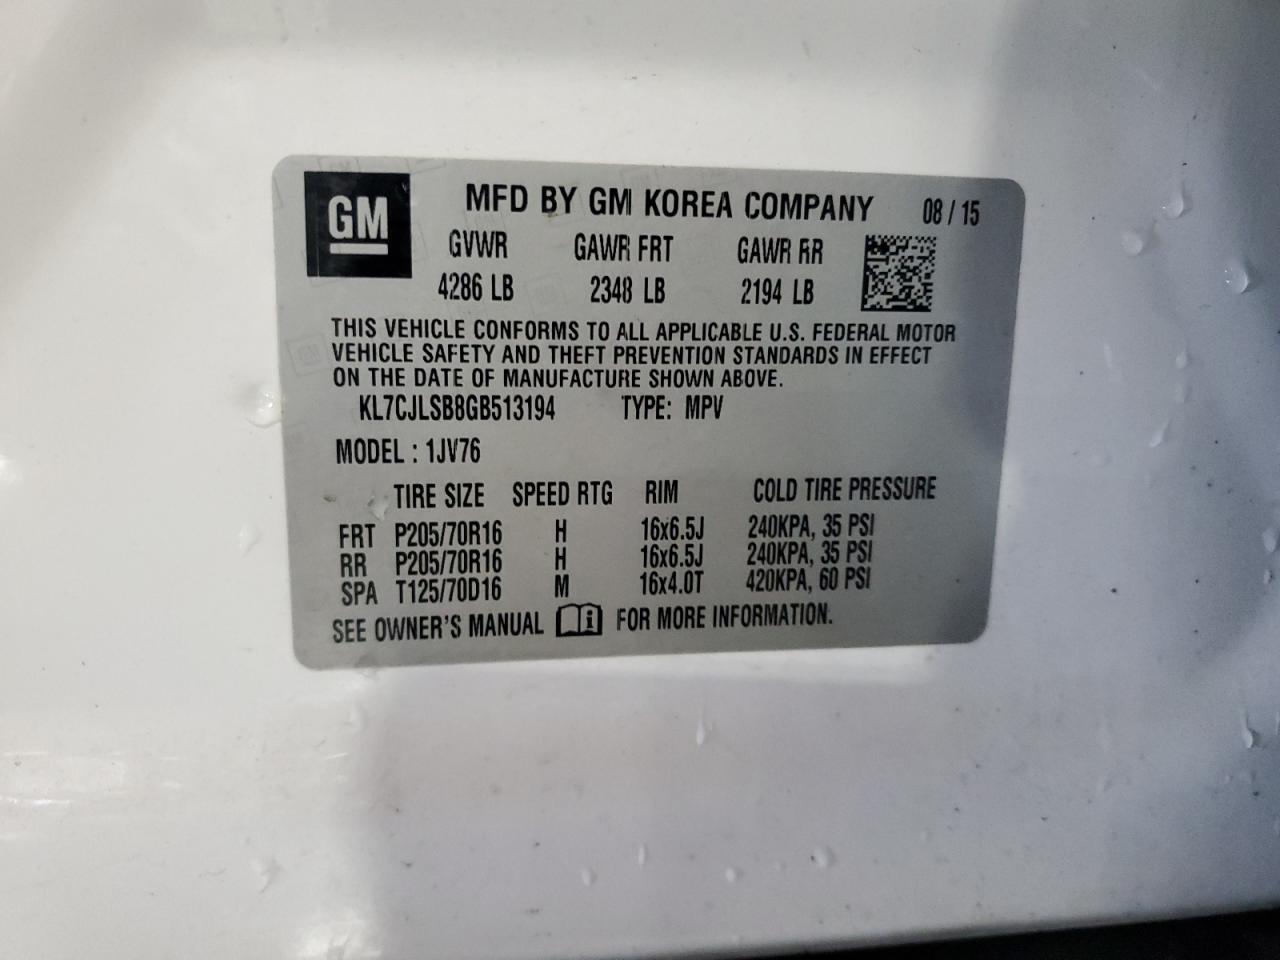 GM
MFD BY GM KOREA COMPANY 08 / 15
GVWR GAWR FRT GAWR RR
4286 LB 2348 LB 2194 LB
THIS VEHICLE CONFORMS TO ALL APPLICABLE U.S. FEDERAL MOTOR
VEHICLE SAFETY AND THEFT PREVENTION STANDARDS IN EFFECT
ON THE DATE OF MANUFACTURE SHOWN ABOVE.
KL7CJLSB8GB513194 TYPE: MPV
MODEL : 1JV76
TIRE SIZE SPEED RTG RIM COLD TIRE PRESSURE
FRT P205/70R16 H 16x6.5J 240KPA, 35 PSI
RR P205/70R16 H 16x6.5J 240KPA, 35 PSI
SPA T125/70D16 M 16x4.0T 420KPA, 60 PSI
SEE OWNER'S MANUAL i FOR MORE INFORMATION.